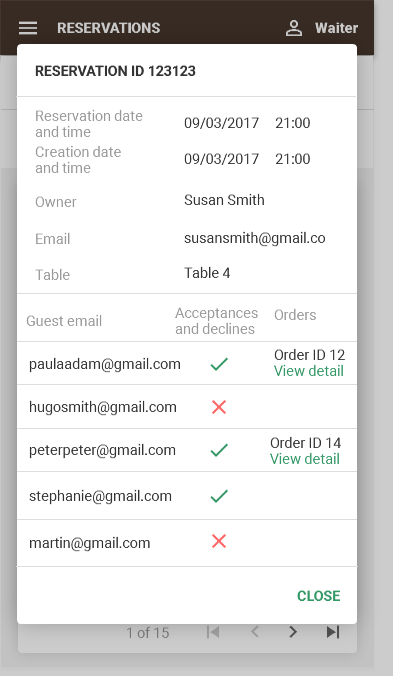 RESERVATIONS Waiter
RESERVATION ID 123123
Reservation date
and time 09/03/2017 21:00
Creation date
and time 09/03/2017 21:00
Owner Susan Smith
Email susansmith@gmail.co
Table Table 4
Guest email Acceptances
and declines Orders
paulaadam@gmail.com Order ID 12
View detail
hugosmith@gmail.com
peterpeter@gmail.com Order ID 14
View detail
stephanie@gmail.com
martin@gmail.com
CLOSE
1 of 15